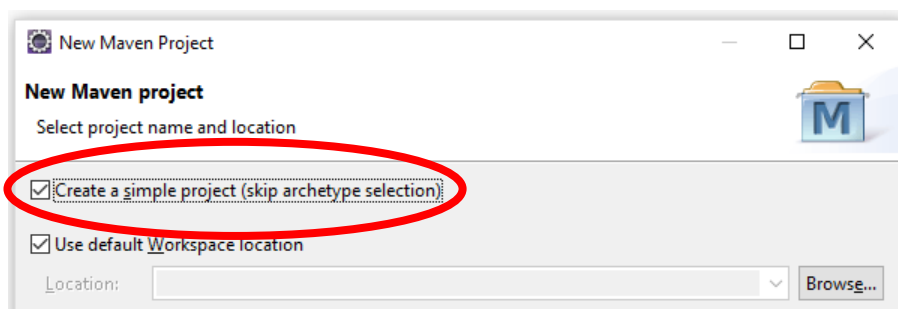 New Maven Project
New Maven project
Select project name and location
M
Create a simple project (skip archetype selection)
Use default Workspace location
Location:
Browse...